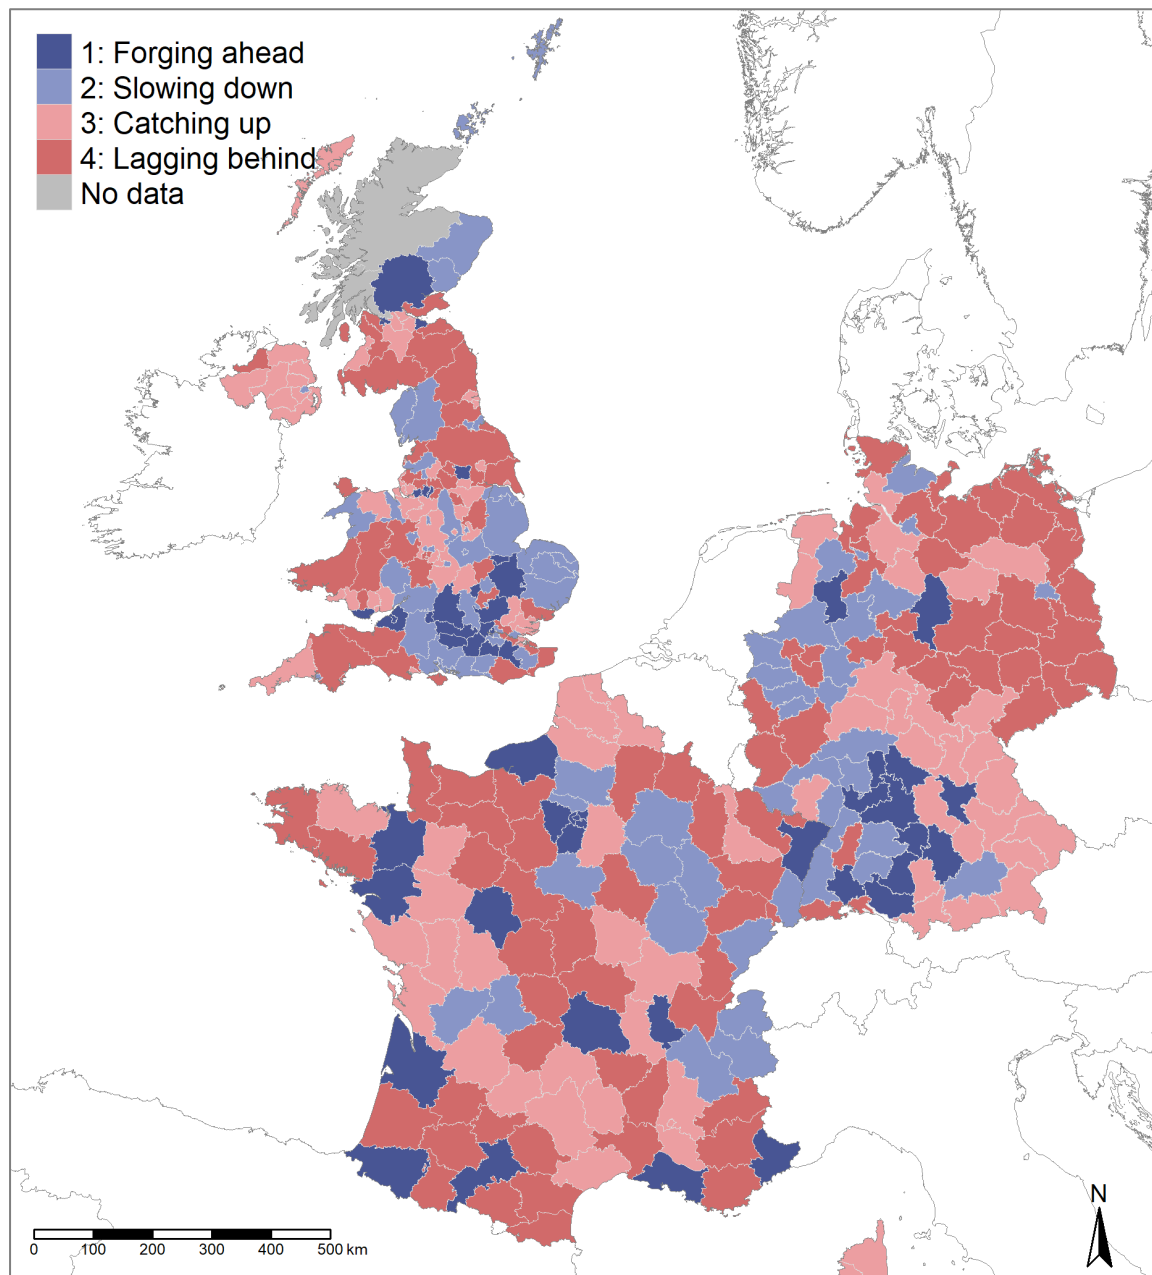 1: Forging ahead
2: Slowing down
3: Catching up
4: Lagging behind
No data
N
0 100 200 300 400 500 km